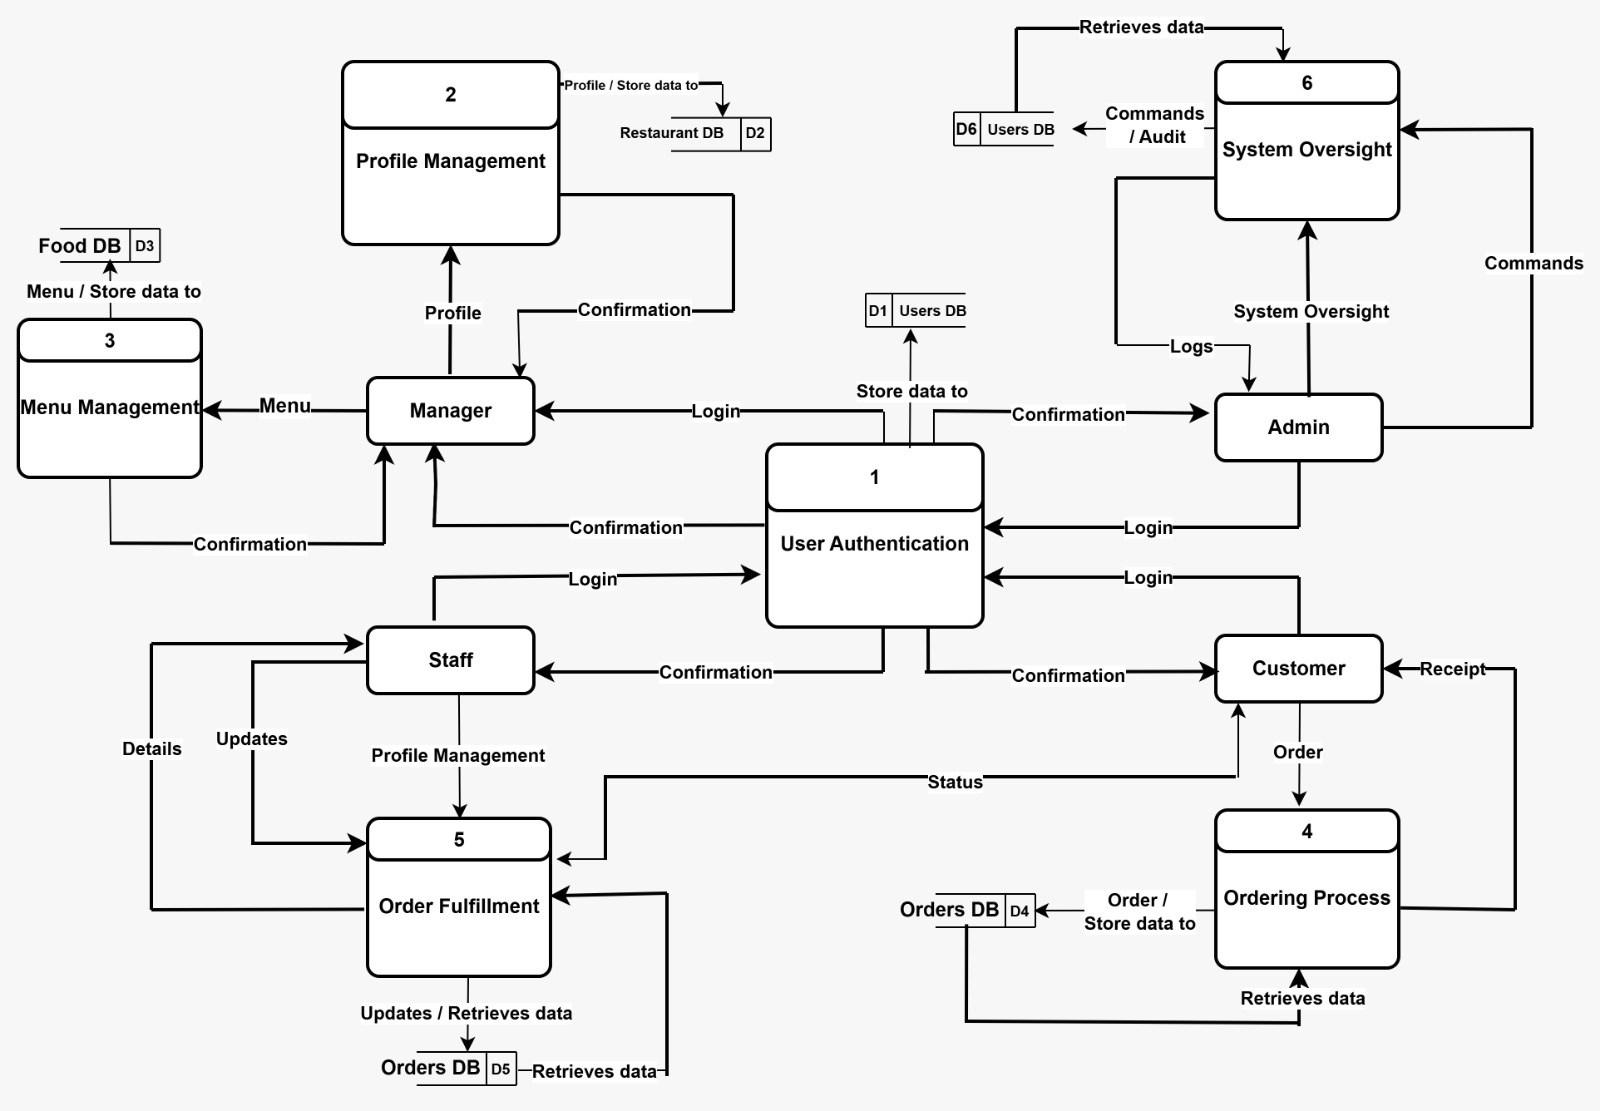 Retrieves data
2
Profile / Store data to
6
Profile Management
Restaurant DB
D2
D6
Users DB
Commands
/ Audit
System Oversight
Food DB
D3
Menu / Store data to
Commands
Profile
Confirmation
D1
Users DB
System Oversight
3
Logs
Menu Management
Menu
Manager
Login
Store data to
Confirmation
Admin
1
Confirmation
Confirmation
User Authentication
Login
Login
Login
Staff
Confirmation
Confirmation
Customer
Receipt
Details
Updates
Profile Management
Order
Status
5
4
Order Fulfillment
Orders DB
D4
Order /
Store data to
Ordering Process
Retrieves data
Updates / Retrieves data
Orders DB
D5
Retrieves data